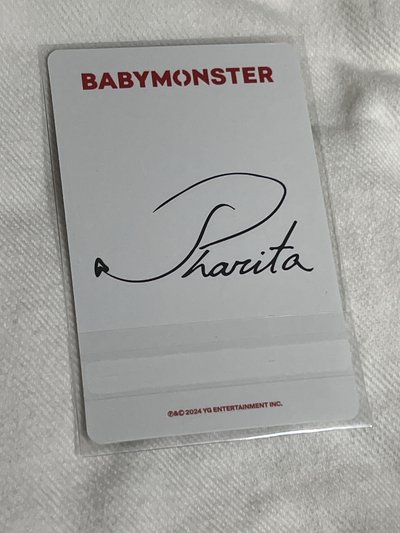 BABYMONSTER
Pharita
℗&© 2024 YG ENTERTAINMENT INC.